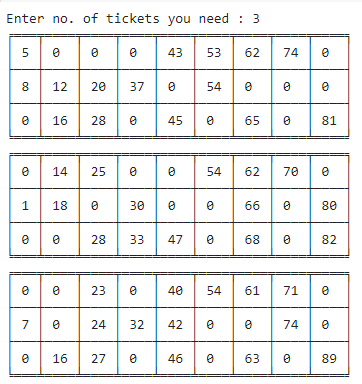 Enter no. of tickets you need : 3
5 0 0 0 43 53 62 74 0
8 12 20 37 0 54 0 0 0
0 16 28 0 45 0 65 0 81
0 14 25 0 0 54 62 70 0
1 18 0 30 0 0 66 0 80
0 0 28 33 47 0 68 0 82
0 0 23 0 40 54 61 71 0
7 0 24 32 42 0 0 74 0
0 16 27 0 46 0 63 0 89